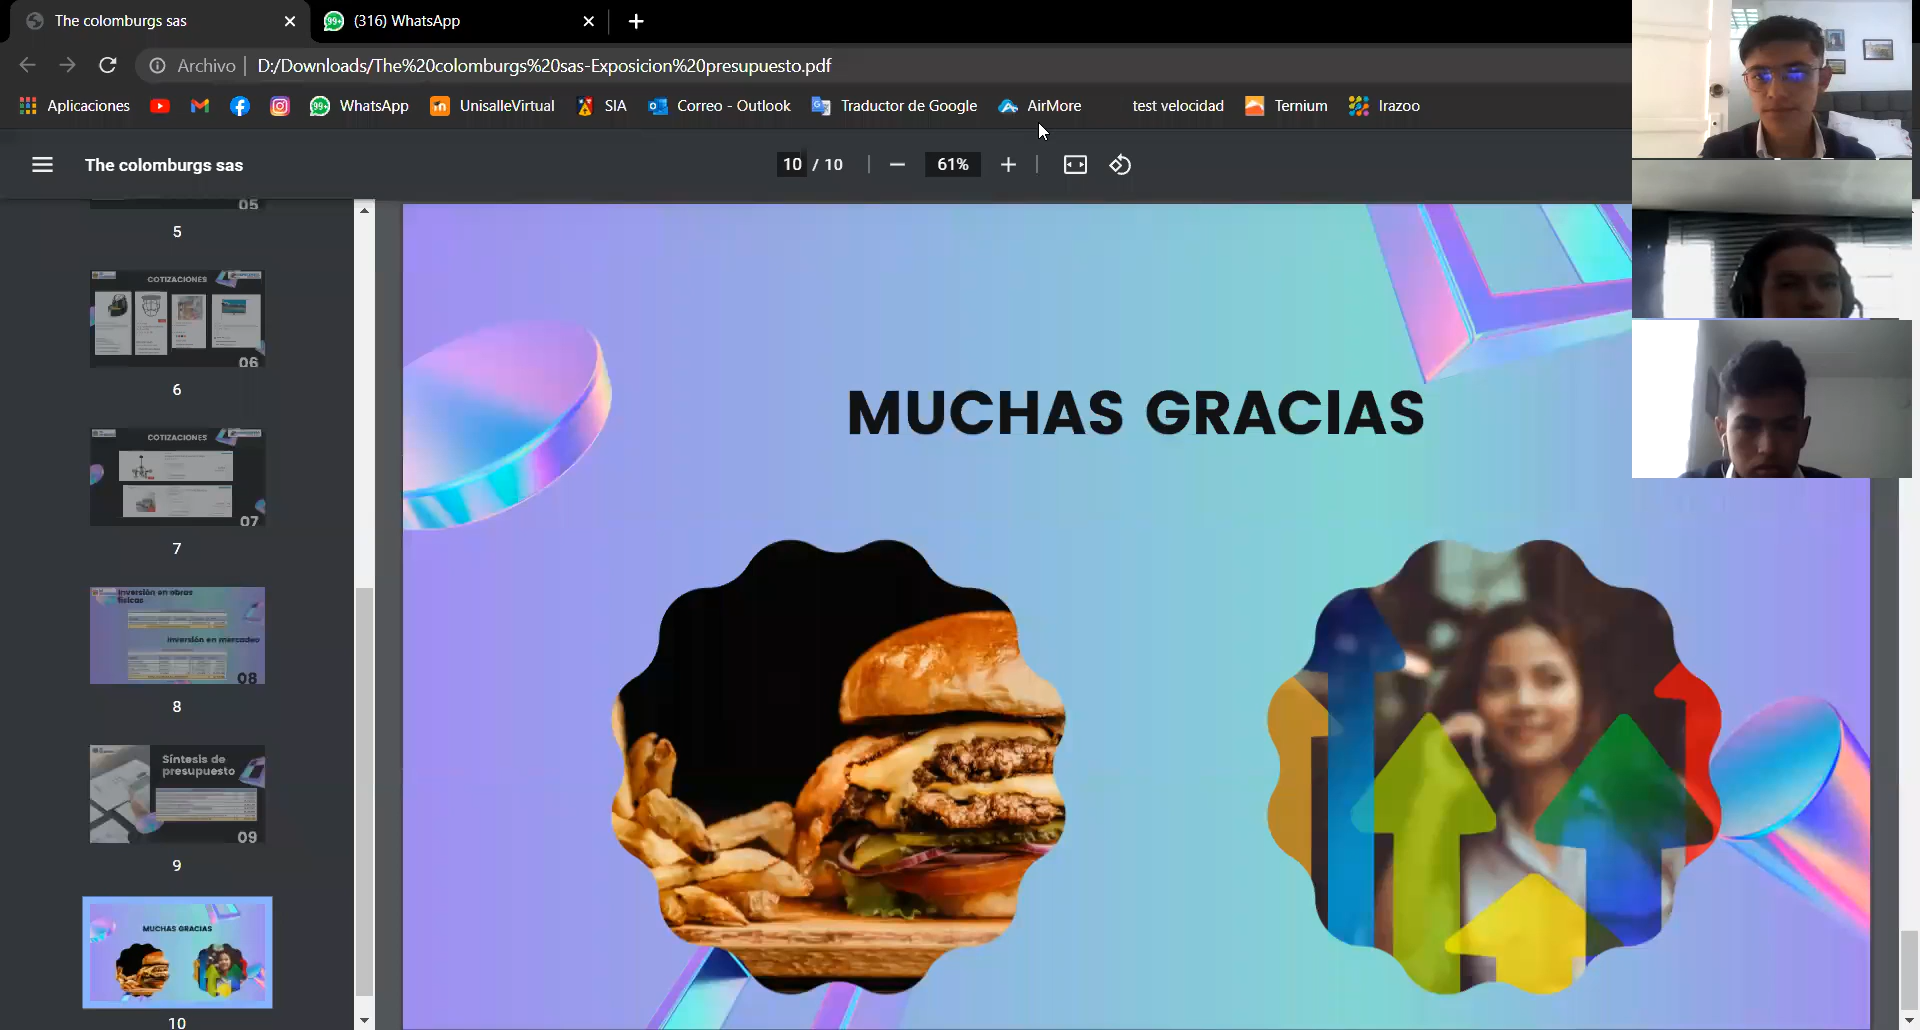 The colomburgs sas
99+ (316) WhatsApp
Archivo D:/Downloads/The%20colomburgs%20sas-Exposicion%20presupuesto.pdf
Aplicaciones 99+ WhatsApp UnisalleVirtual SIA Correo - Outlook Traductor de Google AirMore test velocidad Ternium Irazoo
The colomburgs sas 10 / 10 61%
05
5
COTIZACIONES
06
6
COTIZACIONES
07
7
Inversión en obras
físicas
Inversión en mercadeo
08
8
Síntesis de
presupuesto
09
9
MUCHAS GRACIAS
10
MUCHAS GRACIAS